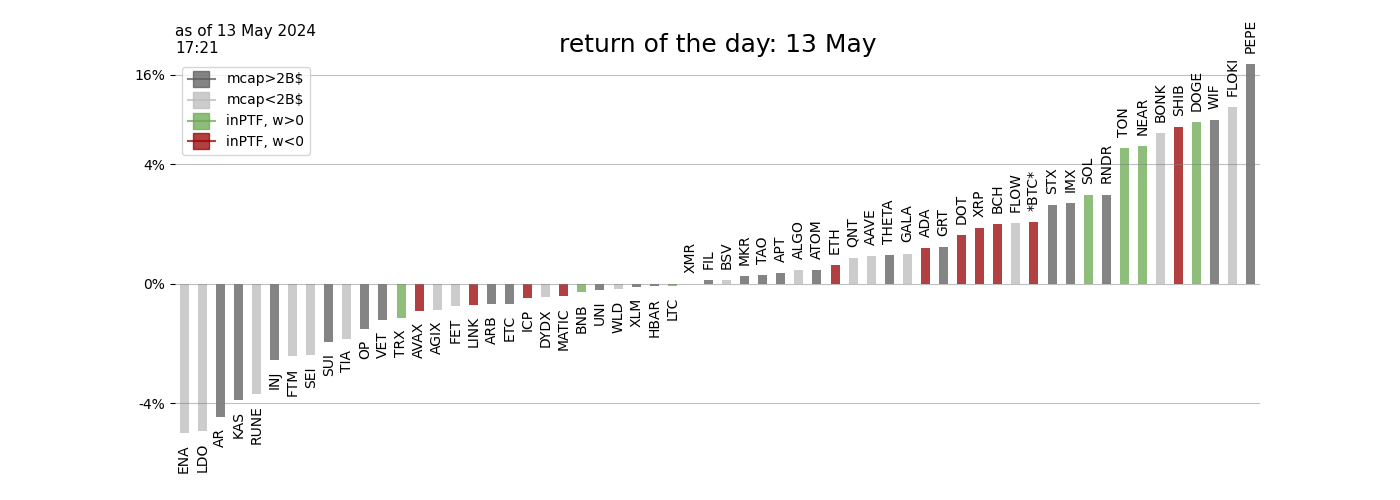 as of 13 May 2024
17:21
return of the day: 13 May
mcap>2B$
mcap<2B$
inPTF, w>0
inPTF, w<0
16%
4%
0%
-4%
ENA
LDO
AR
KAS
RUNE
INJ
FTM
SEI
SUI
TIA
OP
VET
TRX
AVAX
AGIX
FET
LINK
ARB
ETC
ICP
DYDX
MATIC
BNB
UNI
WLD
XLM
HBAR
LTC
XMR
FIL
BSV
MKR
TAO
APT
ALGO
ATOM
ETH
QNT
AAVE
THETA
GALA
ADA
GRT
DOT
XRP
BCH
FLOW
*BTC*
STX
IMX
SOL
RNDR
TON
NEAR
BONK
SHIB
DOGE
WIF
FLOKI
PEPE